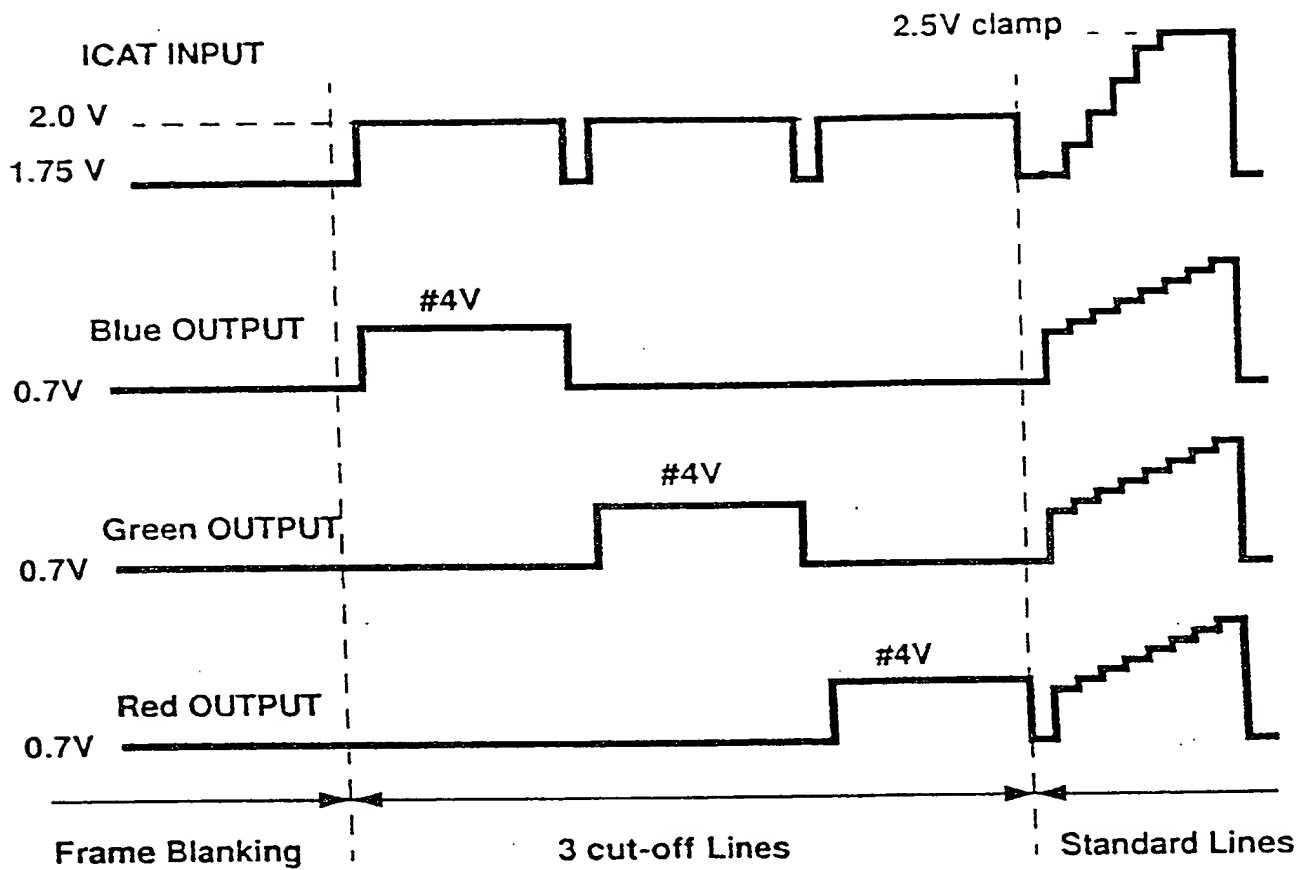 2.5V clamp
ICAT INPUT
2.0 V
1.75 V
#4V
Blue OUTPUT
0.7V
#4V
Green OUTPUT
0.7V
#4V
Red OUTPUT
0.7V
Frame Blanking
3 cut-off Lines
Standard Lines